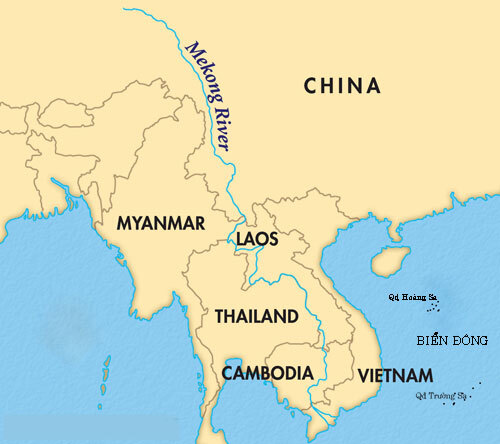 Mekong River
CHINA
MYANMAR
LAOS
Qđ Hoàng Sa
THAILAND
BIỂN ĐÔNG
CAMBODIA
VIETNAM
Qđ Trường Sa